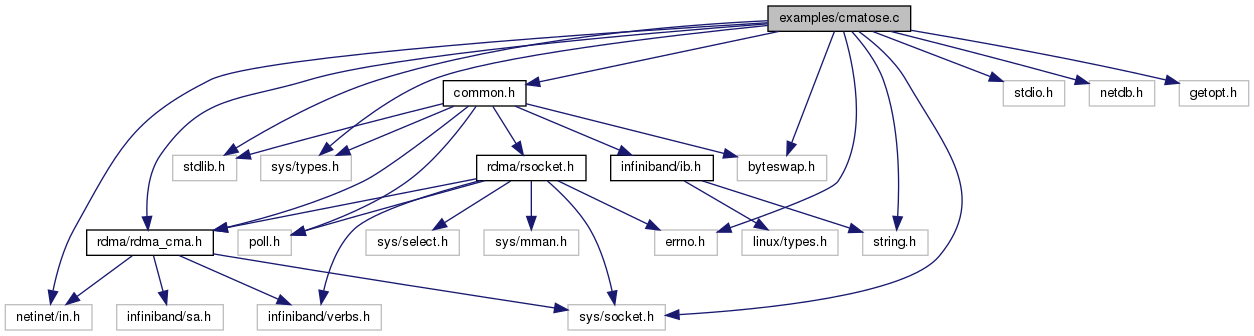 examples/cmatose.c
common.h
stdio.h
netdb.h
getopt.h
stdlib.h
sys/types.h
rdma/rsocket.h
infiniband/ib.h
byteswap.h
rdma/rdma_cma.h
poll.h
sys/select.h
sys/mman.h
errno.h
linux/types.h
string.h
netinet/in.h
infiniband/sa.h
infiniband/verbs.h
sys/socket.h